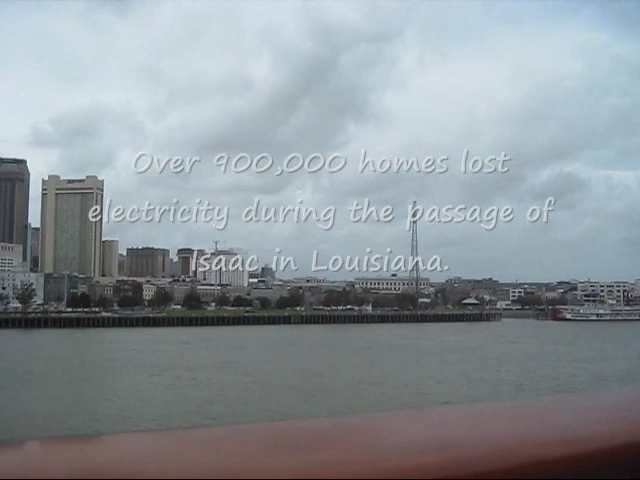 Over 900,000 homes lost
electricity during the passage of
Isaac in Louisiana.